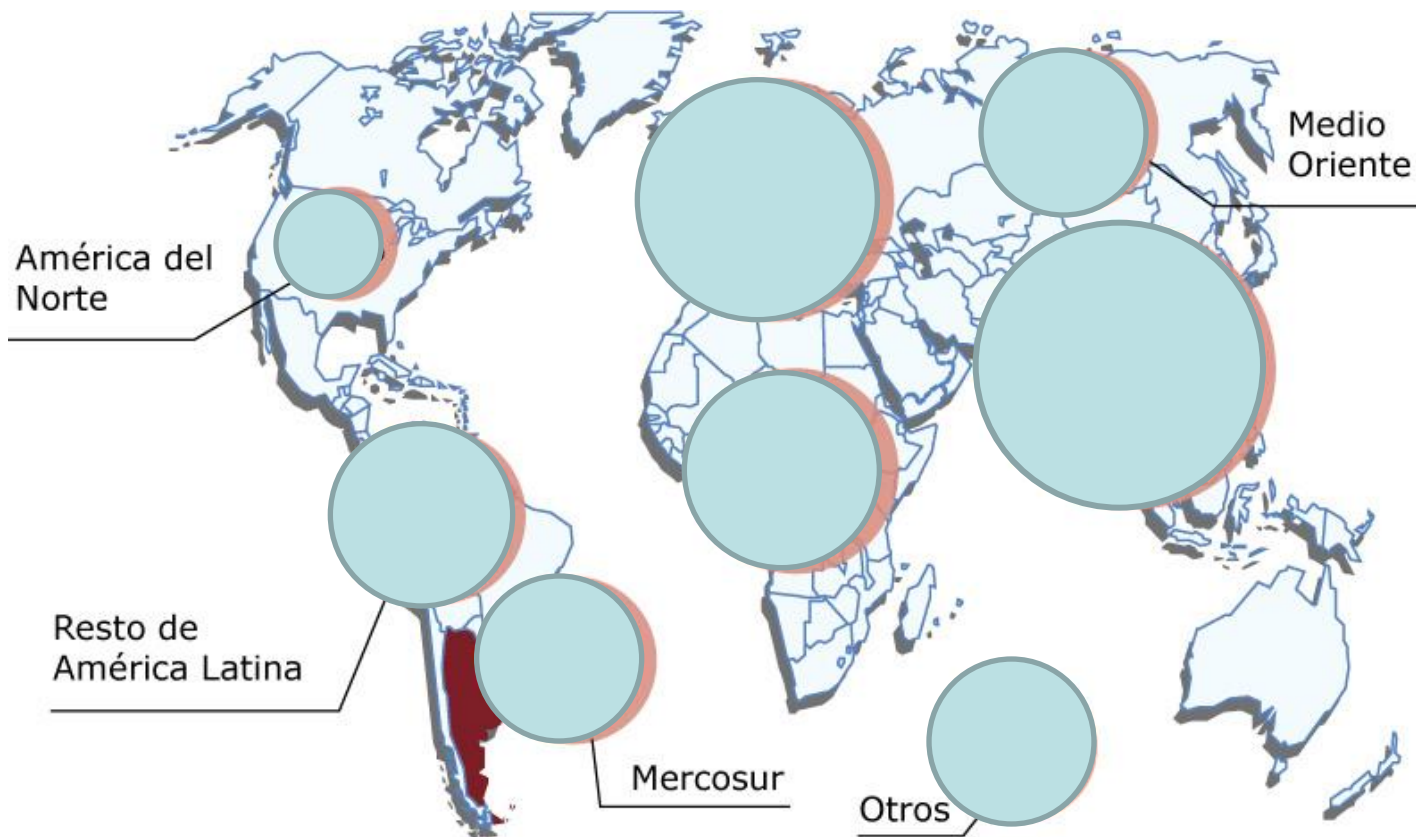 Medio
Oriente
América del
Norte
Resto de
América Latina
Mercosur
Otros